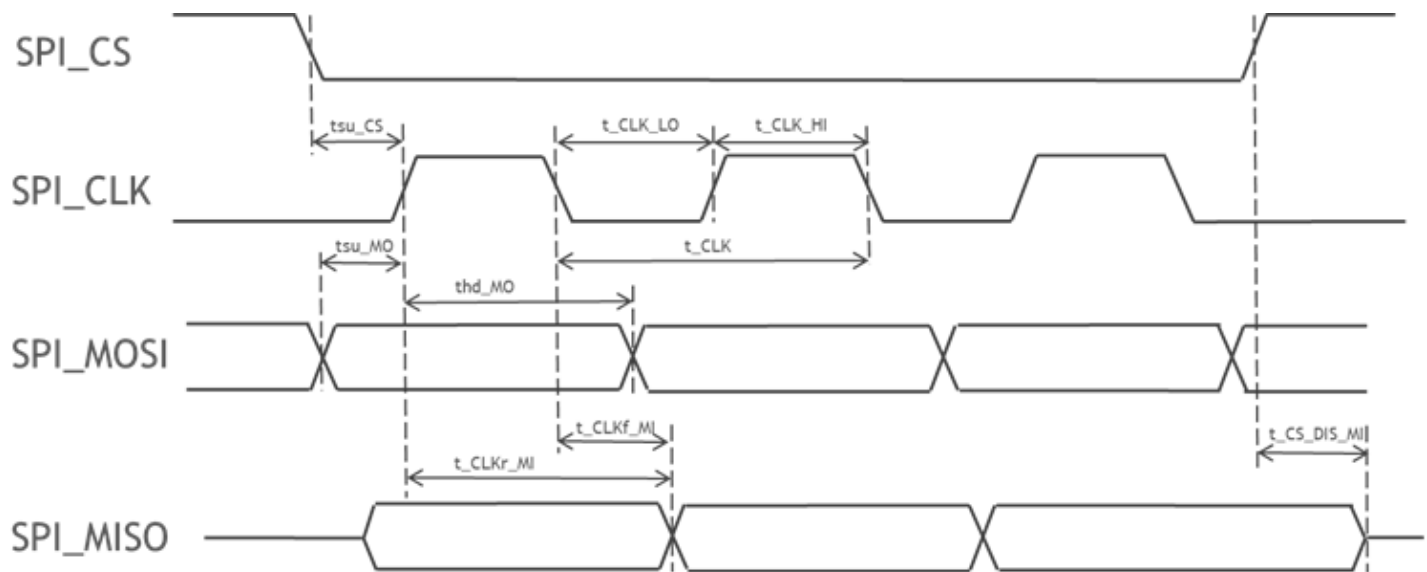 SPI_CS
tsu_CS
t_CLK_LO
t_CLK_HI
SPI_CLK
tsu_MO
t_CLK
thd_MO
SPI_MOSI
t_CLKf_MI
t_CS_DIS_MI
t_CLKr_MI
SPI_MISO